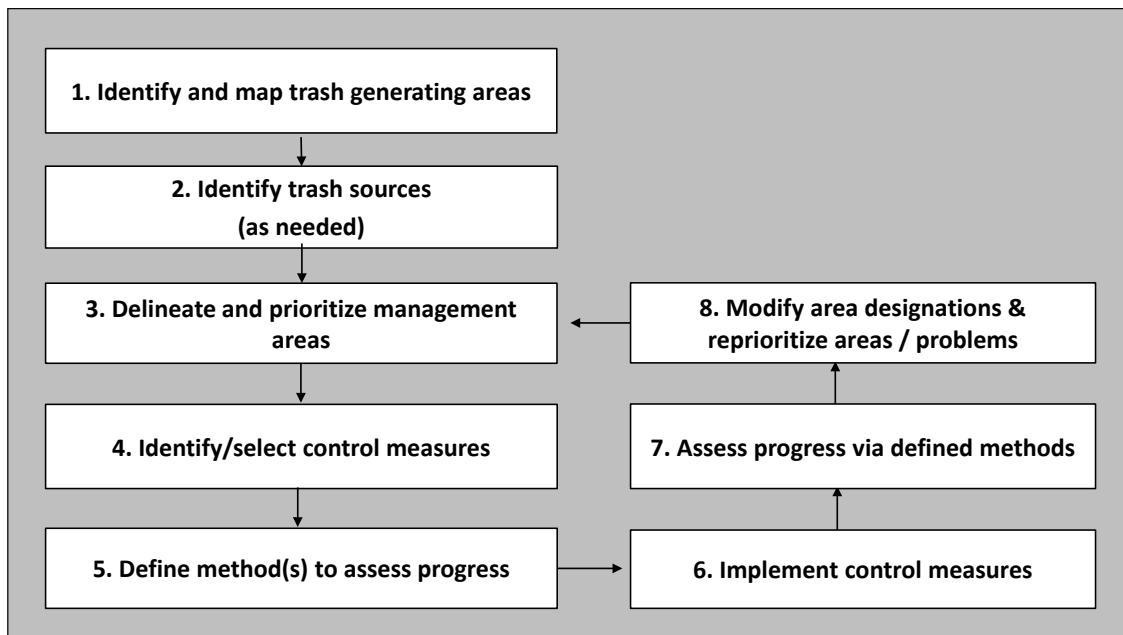 1. Identify and map trash generating areas
2. Identify trash sources
(as needed)
3. Delineate and prioritize management
areas
4. Identify/select control measures
5. Define method(s) to assess progress
6. Implement control measures
7. Assess progress via defined methods
8. Modify area designations &
reprioritize areas / problems